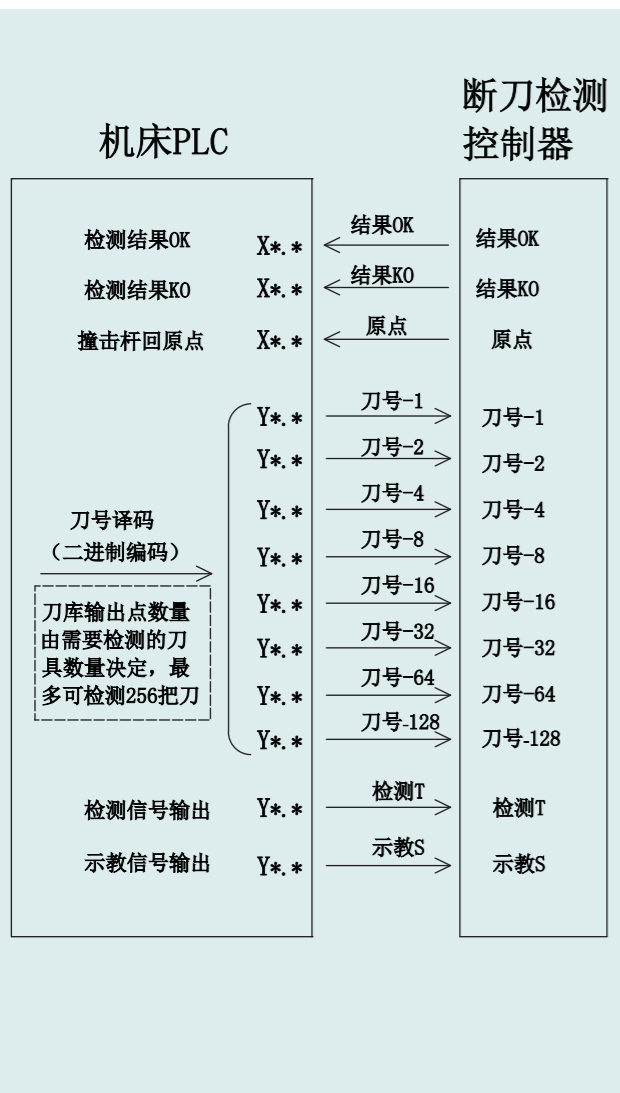 机床PLC
断刀检测
控制器
检测结果OK X*.* 结果OK 结果OK
检测结果KO X*.* 结果KO 结果KO
撞击杆回原点 X*.* 原点 原点
Y*.* 刀号-1 刀号-1
Y*.* 刀号-2 刀号-2
Y*.* 刀号-4 刀号-4
Y*.* 刀号-8 刀号-8
Y*.* 刀号-16 刀号-16
Y*.* 刀号-32 刀号-32
Y*.* 刀号-64 刀号-64
Y*.* 刀号-128 刀号-128
刀号译码
（二进制编码）
刀库输出点数量
由需要检测的刀
具数量决定，最
多可检测256把刀
检测信号输出 Y*.* 检测T 检测T
示教信号输出 Y*.* 示教S 示教S